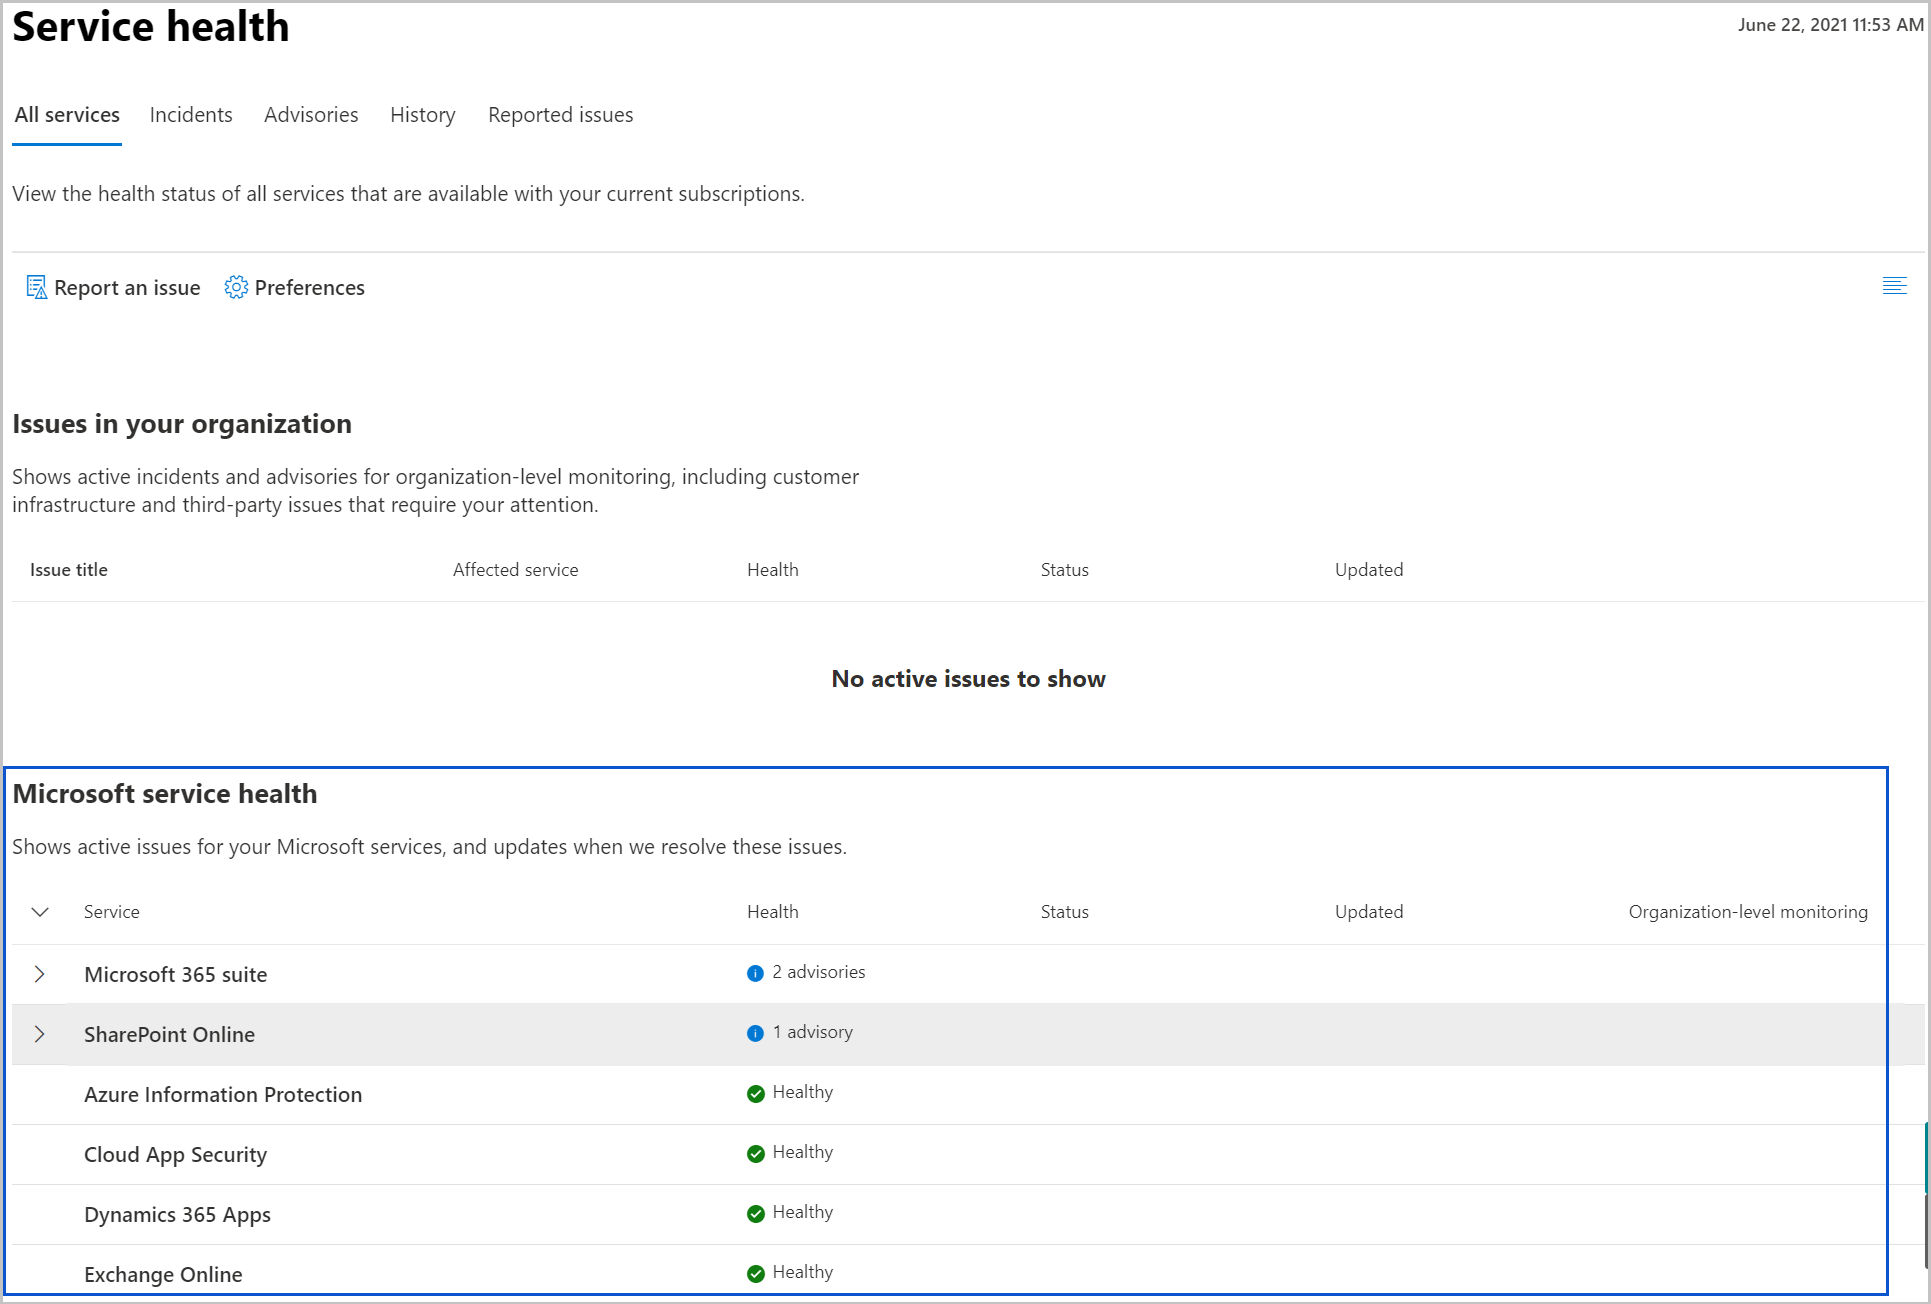 Service health
June 22, 2021 11:53 AM
All services Incidents Advisories History Reported issues
View the health status of all services that are available with your current subscriptions.
Report an issue Preferences
Issues in your organization
Shows active incidents and advisories for organization-level monitoring, including customer
infrastructure and third-party issues that require your attention.
Issue title Affected service Health Status Updated
No active issues to show
Microsoft service health
Shows active issues for your Microsoft services, and updates when we resolve these issues.
Service Health Status Updated Organization-level monitoring
Microsoft 365 suite 2 advisories
SharePoint Online 1 advisory
Azure Information Protection Healthy
Cloud App Security Healthy
Dynamics 365 Apps Healthy
Exchange Online Healthy